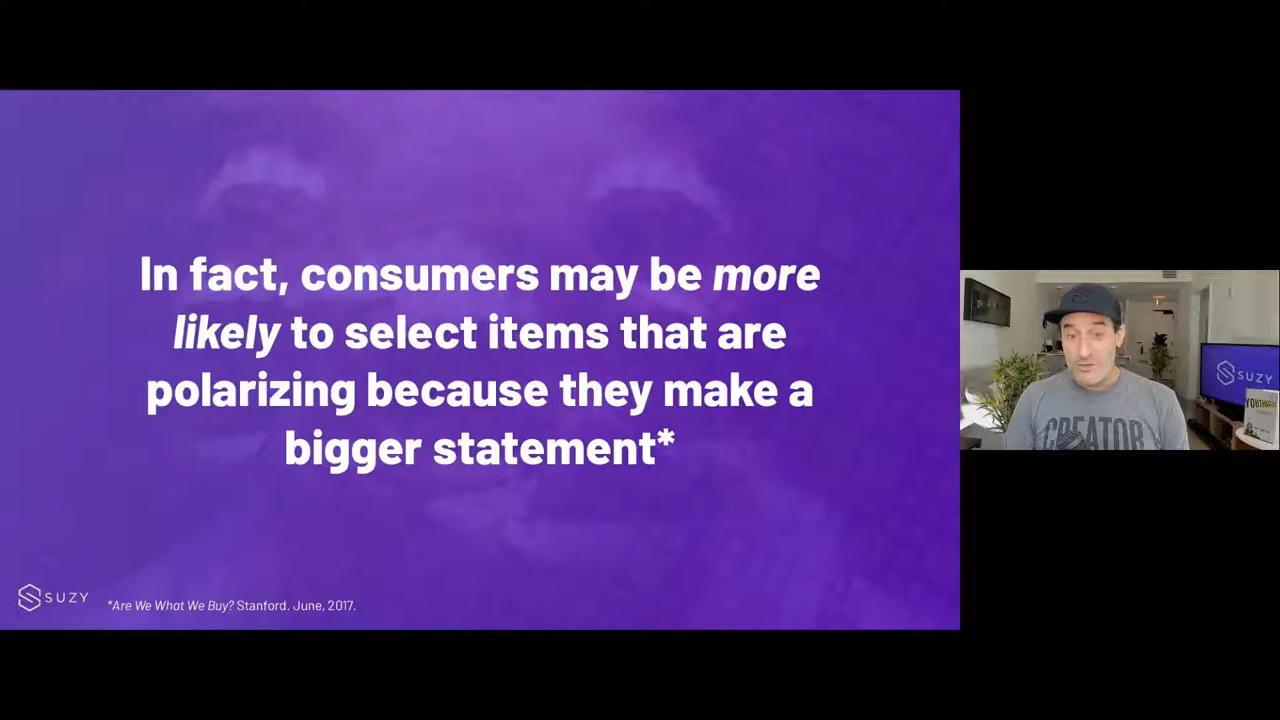 In fact, consumers may be more
likely to select items that are
polarizing because they make a
bigger statement*
SUZY
*Are We What We Buy? Stanford. June, 2017.
CREATOR
SUZY